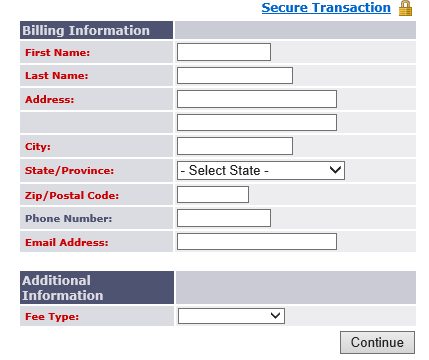 Secure Transaction
Billing Information
First Name:
Last Name:
Address:
City:
State/Province: - Select State -
Zip/Postal Code:
Phone Number:
Email Address:
Additional
Information
Fee Type:
Continue